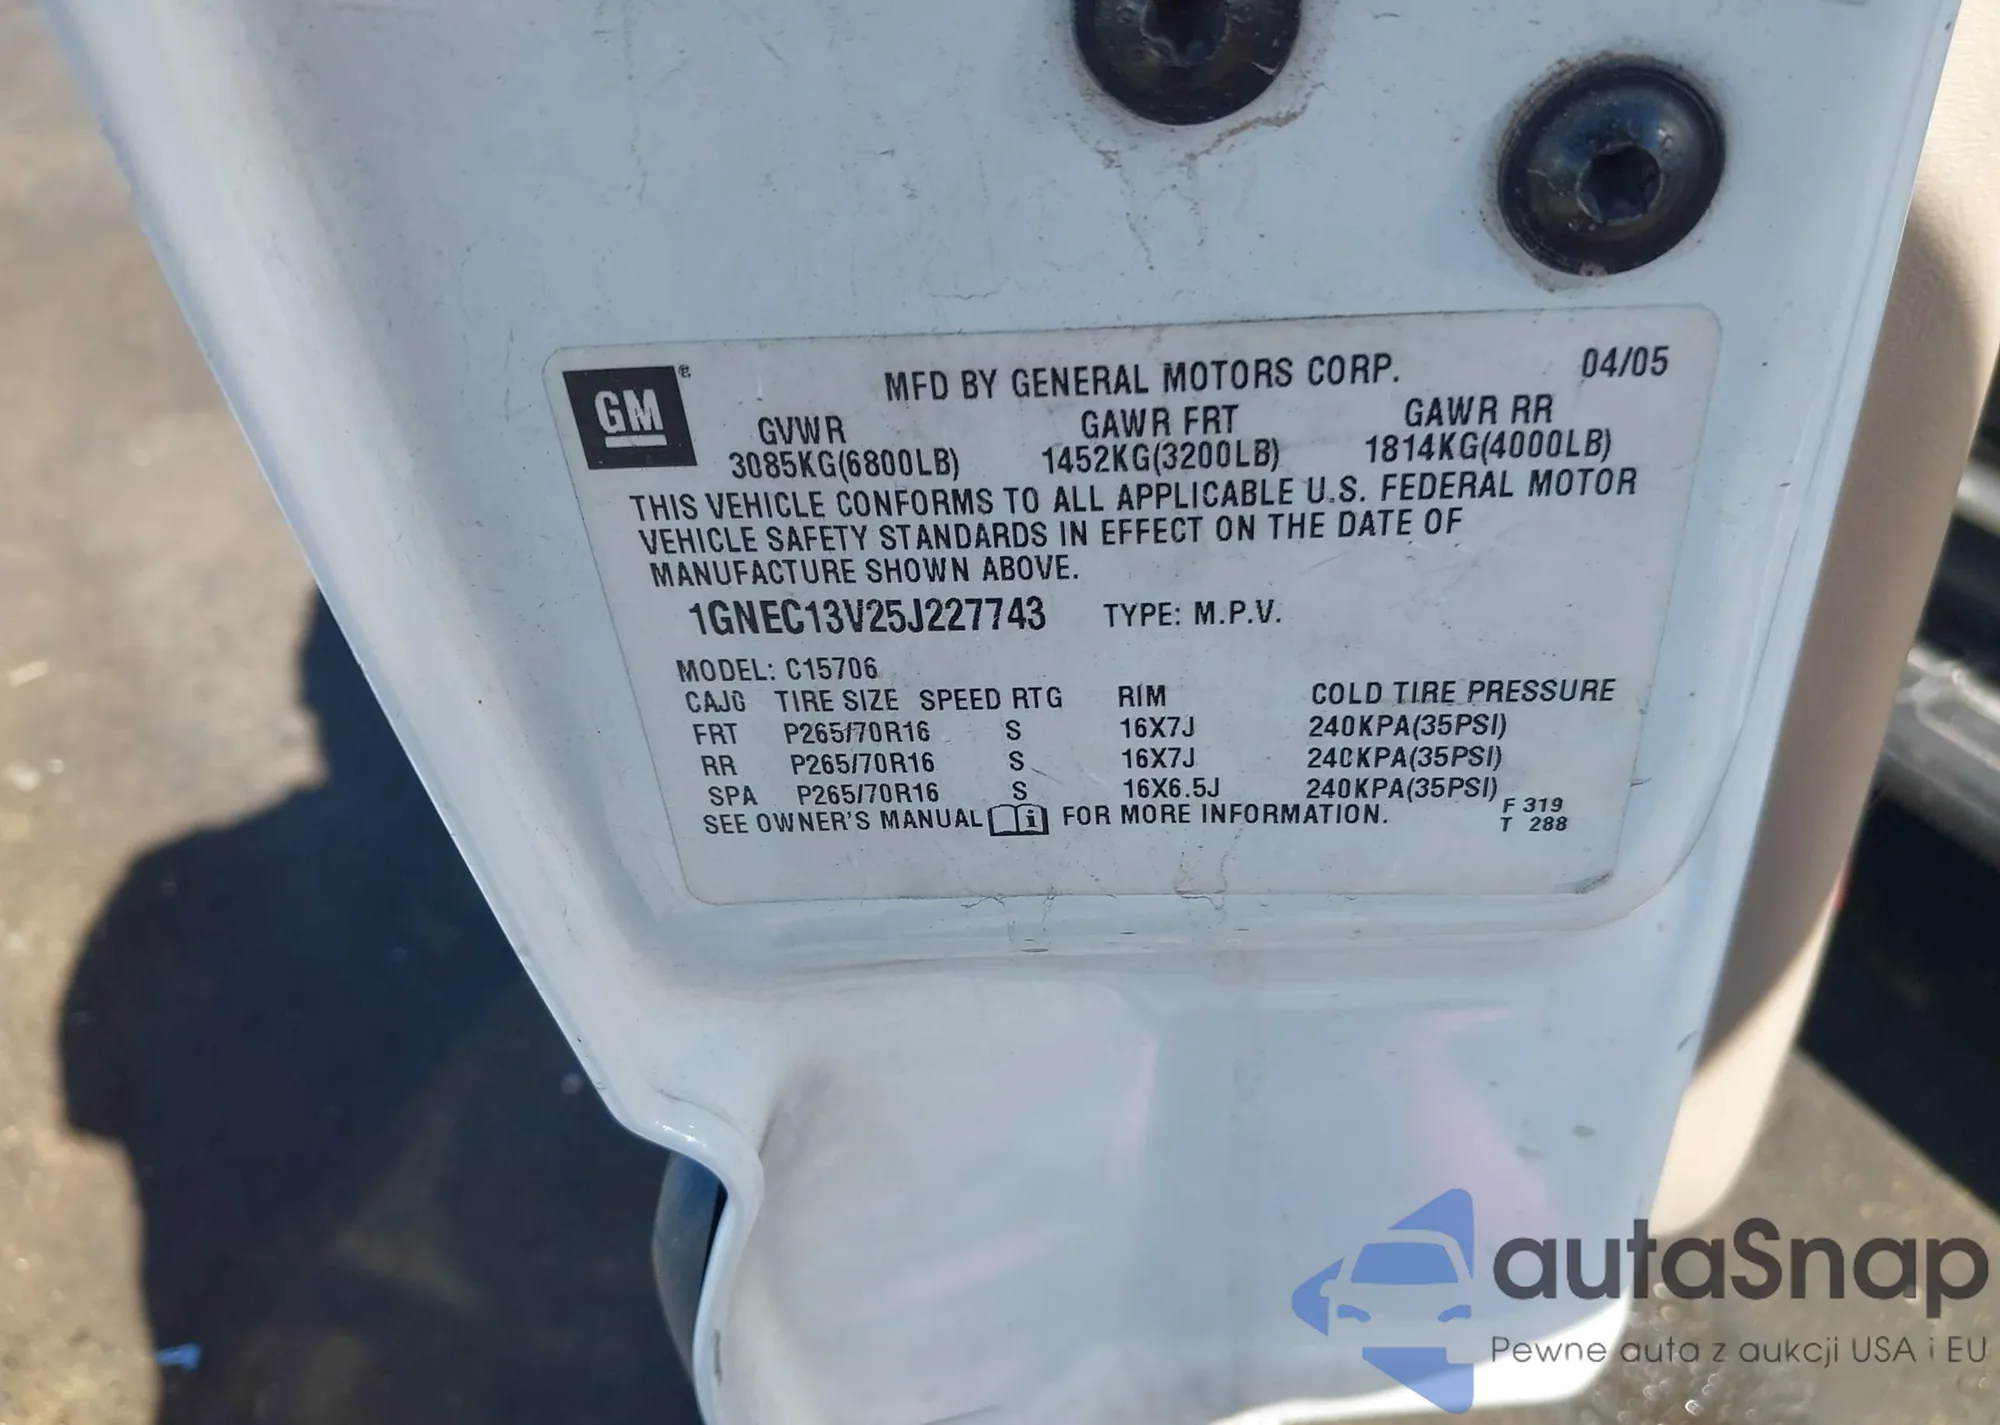 GM ®
MFD BY GENERAL MOTORS CORP. 04/05
GVWR GAWR FRT GAWR RR
3085KG(6800LB) 1452KG(3200LB) 1814KG(4000LB)
THIS VEHICLE CONFORMS TO ALL APPLICABLE U.S. FEDERAL MOTOR
VEHICLE SAFETY STANDARDS IN EFFECT ON THE DATE OF
MANUFACTURE SHOWN ABOVE.
1GNEC13V25J227743 TYPE: M.P.V.
MODEL: C15706
CAJG TIRE SIZE SPEED RTG RIM COLD TIRE PRESSURE
FRT P265/70R16 S 16X7J 240KPA(35PSI)
RR P265/70R16 S 16X7J 240KPA(35PSI)
SPA P265/70R16 S 16X6.5J 240KPA(35PSI)
SEE OWNER'S MANUAL i FOR MORE INFORMATION.
F 319
T 288
autaSnap
Pewne auta z aukcji USA i EU